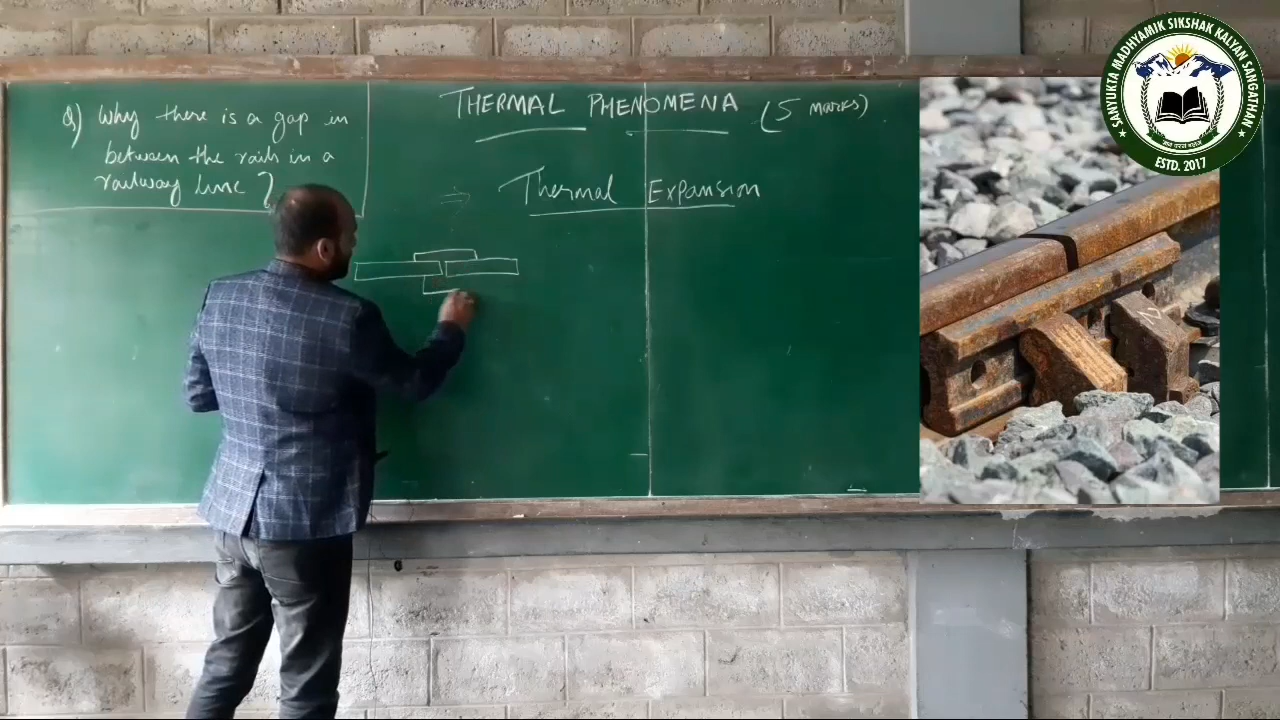 Q) Why there is a gap in
between the rails in a
railway line?
THERMAL PHENOMENA (5 marks)
⇒ Thermal Expansion
SANYUKTA MADHYAMIK SIKSHAK KALYAN SANGATHAN
ESTD. 2017